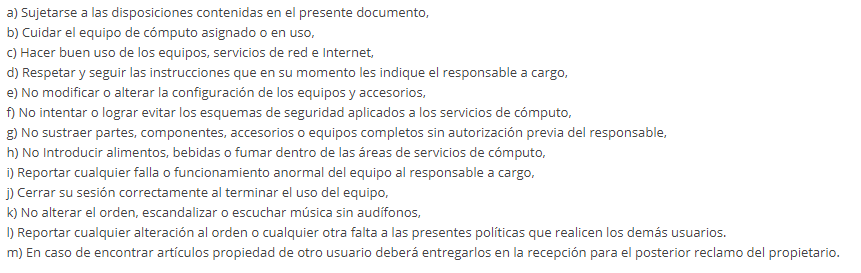 a) Sujetarse a las disposiciones contenidas en el presente documento,
b) Cuidar el equipo de cómputo asignado o en uso,
c) Hacer buen uso de los equipos, servicios de red e Internet,
d) Respetar y seguir las instrucciones que en su momento les indique el responsable a cargo,
e) No modificar o alterar la configuración de los equipos y accesorios,
f) No intentar o lograr evitar los esquemas de seguridad aplicados a los servicios de cómputo,
g) No sustraer partes, componentes, accesorios o equipos completos sin autorización previa del responsable,
h) No Introducir alimentos, bebidas o fumar dentro de las áreas de servicios de cómputo,
i) Reportar cualquier falla o funcionamiento anormal del equipo al responsable a cargo,
j) Cerrar su sesión correctamente al terminar el uso del equipo,
k) No alterar el orden, escandalizar o escuchar música sin audífonos,
l) Reportar cualquier alteración al orden o cualquier otra falta a las presentes políticas que realicen los demás usuarios.
m) En caso de encontrar artículos propiedad de otro usuario deberá entregarlos en la recepción para el posterior reclamo del propietario.